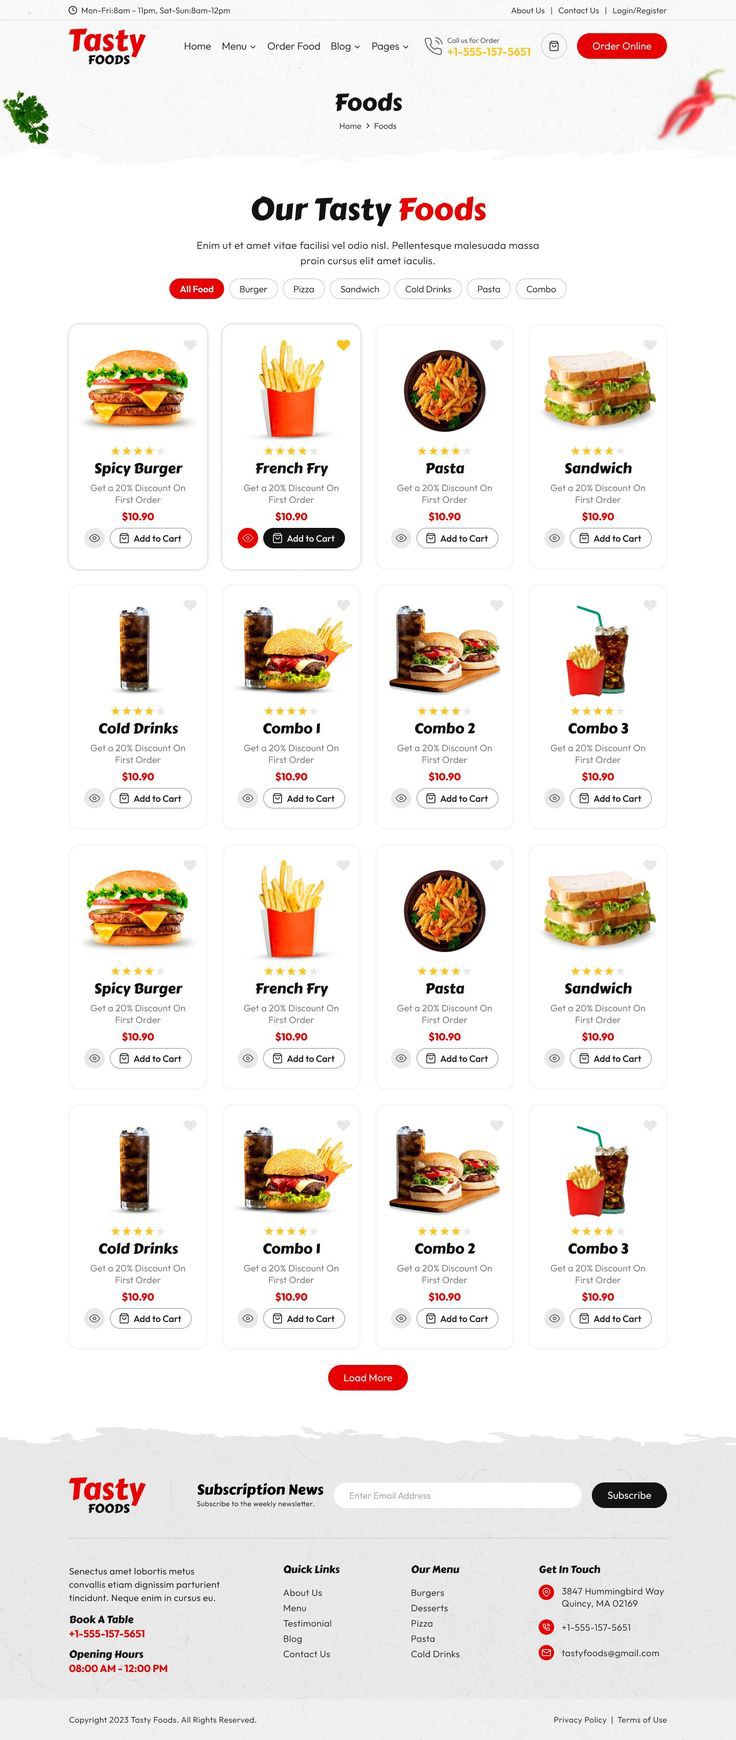 Mon-Fri:8am - 11pm, Sat-Sun:8am-12pm
About Us | Contact Us | Login/Register
Tasty
FOODS
Home Menu Order Food Blog Pages
Call us for Order
+1-555-157-5651
Order Online
Foods
Home > Foods
Our Tasty Foods
Enim ut et amet vitae facilisi vel odio nisl. Pellentesque malesuada massa
proin cursus elit amet iaculis.
All Food Burger Pizza Sandwich Cold Drinks Pasta Combo
Spicy Burger
Get a 20% Discount On
First Order
$10.90
Add to Cart
French Fry
Get a 20% Discount On
First Order
$10.90
Add to Cart
Pasta
Get a 20% Discount On
First Order
$10.90
Add to Cart
Sandwich
Get a 20% Discount On
First Order
$10.90
Add to Cart
Cold Drinks
Get a 20% Discount On
First Order
$10.90
Add to Cart
Combo 1
Get a 20% Discount On
First Order
$10.90
Add to Cart
Combo 2
Get a 20% Discount On
First Order
$10.90
Add to Cart
Combo 3
Get a 20% Discount On
First Order
$10.90
Add to Cart
Spicy Burger
Get a 20% Discount On
First Order
$10.90
Add to Cart
French Fry
Get a 20% Discount On
First Order
$10.90
Add to Cart
Pasta
Get a 20% Discount On
First Order
$10.90
Add to Cart
Sandwich
Get a 20% Discount On
First Order
$10.90
Add to Cart
Cold Drinks
Get a 20% Discount On
First Order
$10.90
Add to Cart
Combo 1
Get a 20% Discount On
First Order
$10.90
Add to Cart
Combo 2
Get a 20% Discount On
First Order
$10.90
Add to Cart
Combo 3
Get a 20% Discount On
First Order
$10.90
Add to Cart
Load More
Tasty
FOODS
Subscription News
Subscribe to the weekly newsletter.
Enter Email Address
Subscribe
Senectus amet lobortis metus
convallis etiam dignissim parturient
tincidunt. Neque enim in cursus eu.
Book A Table
+1-555-157-5651
Opening Hours
08:00 AM - 12:00 PM
Quick Links
About Us
Menu
Testimonial
Blog
Contact Us
Our Menu
Burgers
Desserts
Pizza
Pasta
Cold Drinks
Get In Touch
3847 Hummingbird Way
Quincy, MA 02169
+1-555-157-5651
tastyfoods@gmail.com
Copyright 2023 Tasty Foods. All Rights Reserved.
Privacy Policy | Terms of Use